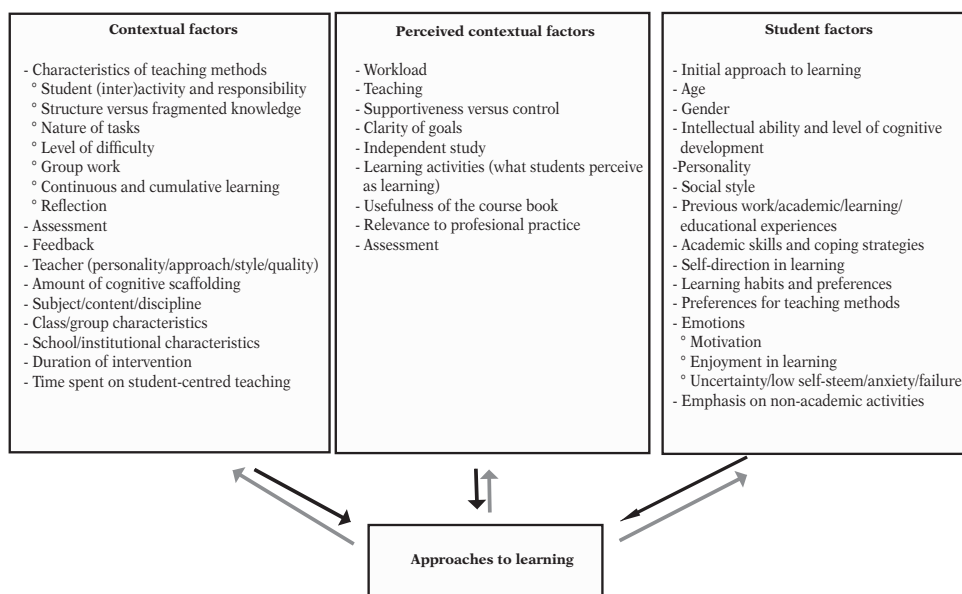 Contextual factors
- Characteristics of teaching methods
° Student (inter)activity and responsibility
° Structure versus fragmented knowledge
° Nature of tasks
° Level of difficulty
° Group work
° Continuous and cumulative learning
° Reflection
- Assessment
- Feedback
- Teacher (personality/approach/style/quality)
- Amount of cognitive scaffolding
- Subject/content/discipline
- Class/group characteristics
- School/institutional characteristics
- Duration of intervention
- Time spent on student-centred teaching
Perceived contextual factors
- Workload
- Teaching
- Supportiveness versus control
- Clarity of goals
- Independent study
- Learning activities (what students perceive
as learning)
- Usefulness of the course book
- Relevance to profesional practice
- Assessment
Student factors
- Initial approach to learning
- Age
- Gender
- Intellectual ability and level of cognitive
development
-Personality
- Social style
- Previous work/academic/learning/
educational experiences
- Academic skills and coping strategies
- Self-direction in learning
- Learning habits and preferences
- Preferences for teaching methods
- Emotions
° Motivation
° Enjoyment in learning
° Uncertainty/low self-steem/anxiety/failure
- Emphasis on non-academic activities
Approaches to learning